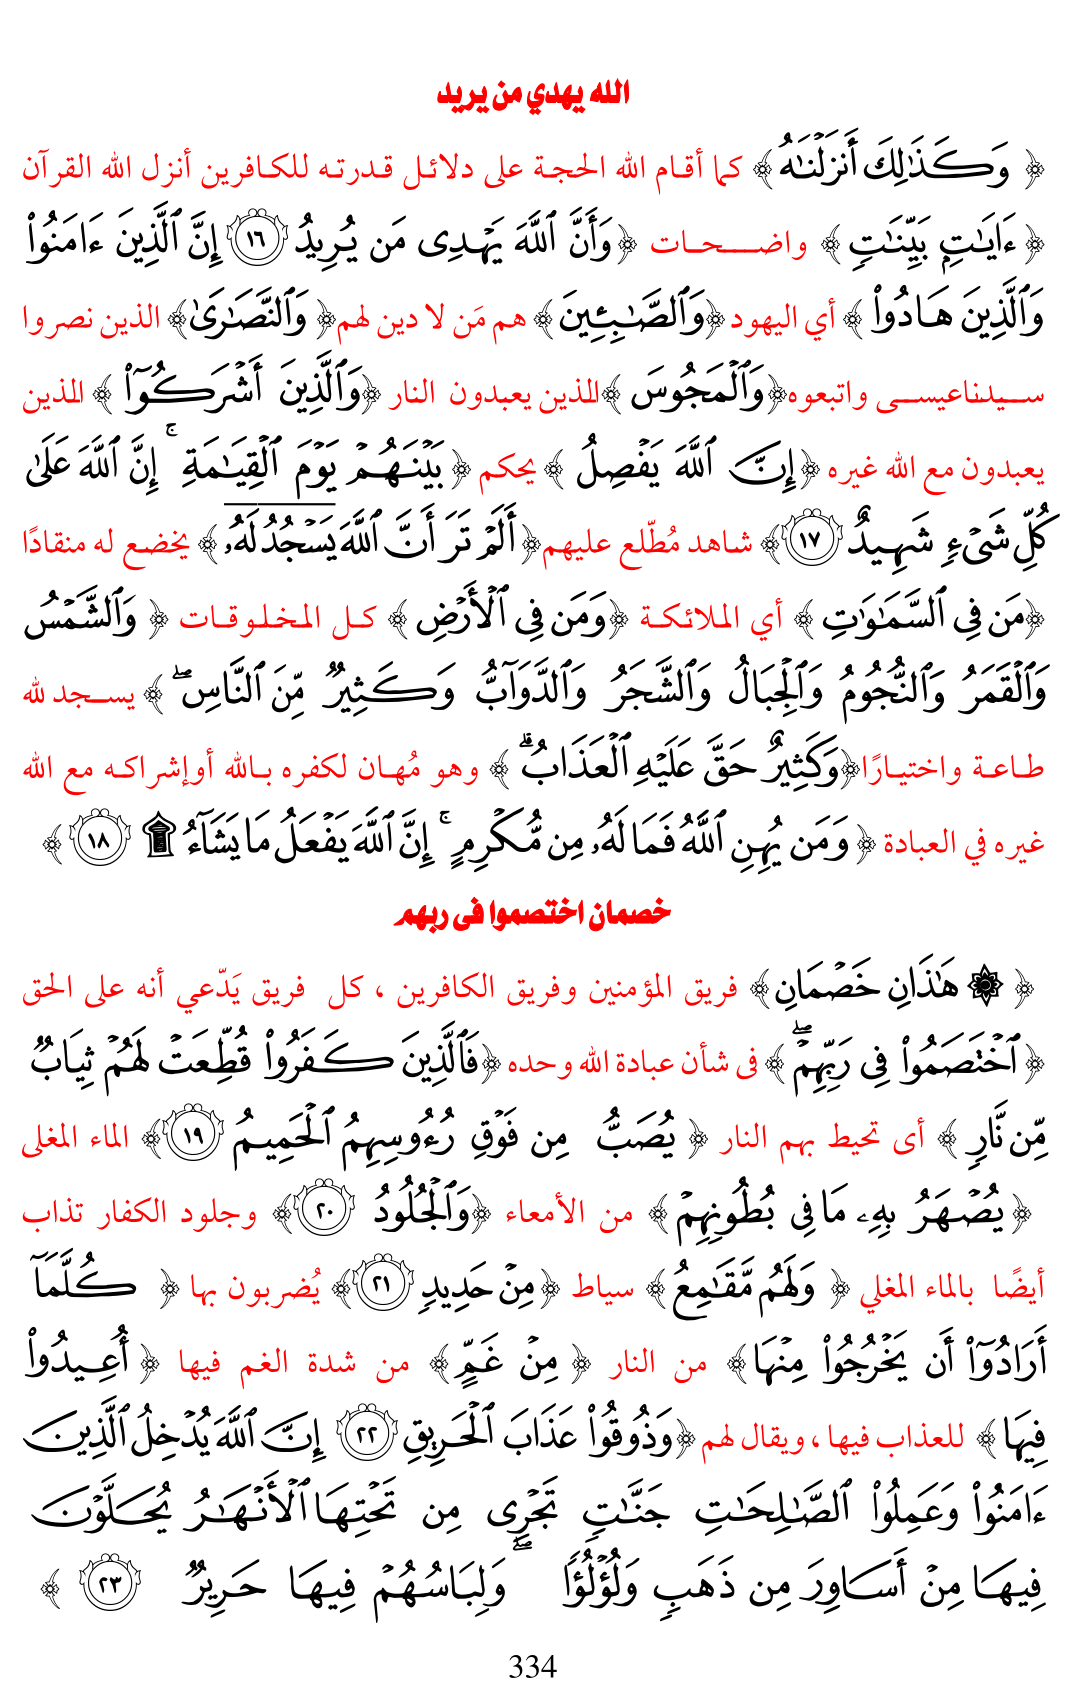 الله يهدي من يريد
﴿ وَكَذَٰلِكَ أَنزَلْنَٰهُ ﴾ كما أقام الله الحجة على دلائل قدرته للكافرين أنزل الله القرآن
﴿ ءَايَٰتٍۭ بَيِّنَٰتٍ ﴾ واضحات ﴿ وَأَنَّ ٱللَّهَ يَهْدِى مَن يُرِيدُ ١٦ إِنَّ ٱلَّذِينَ ءَامَنُوا۟
وَٱلَّذِينَ هَادُوا۟ ﴾ أي اليهود ﴿وَٱلصَّٰبِـِٔينَ ﴾ هم مَن لا دين لهم ﴿ وَٱلنَّصَٰرَىٰ﴾ الذين نصروا
سيدناعيسى واتبعوه ﴿وَٱلْمَجُوسَ ﴾ الذين يعبدون النار ﴿وَٱلَّذِينَ أَشْرَكُوٓا۟ ﴾ الذين
يعبدون مع الله غيره ﴿ إِنَّ ٱللَّهَ يَفْصِلُ ﴾ يحكم ﴿ بَيْنَهُمْ يَوْمَ ٱلْقِيَٰمَةِ ۚ إِنَّ ٱللَّهَ عَلَىٰ
كُلِّ شَىْءٍ شَهِيدٌ ١٧ ﴾ شاهد مُطّلع عليهم ﴿ أَلَمْ تَرَ أَنَّ ٱللَّهَ يَسْجُدُ لَهُۥ ﴾ يخضع له منقادًا
﴿مَن فِى ٱلسَّمَٰوَٰتِ ﴾ أي الملائكة ﴿وَمَن فِى ٱلْأَرْضِ ﴾ كل المخلوقات ﴿ وَٱلشَّمْسُ
وَٱلْقَمَرُ وَٱلنُّجُومُ وَٱلْجِبَالُ وَٱلشَّجَرُ وَٱلدَّوَآبُّ وَكَثِيرٌ مِّنَ ٱلنَّاسِ ۖ ﴾ يسجد لله
طاعة واختيارًا ﴿وَكَثِيرٌ حَقَّ عَلَيْهِ ٱلْعَذَابُ ۗ ﴾ وهو مُهان لكفره بالله أوإشراكه مع الله
غيره في العبادة ﴿ وَمَن يُهِنِ ٱللَّهُ فَمَا لَهُۥ مِن مُّكْرِمٍ ۚ إِنَّ ٱللَّهَ يَفْعَلُ مَا يَشَآءُ ۩ ١٨ ﴾
خصمان اختصموا فى ربهم
﴿ ۞ هَٰذَانِ خَصْمَانِ ﴾ فريق المؤمنين وفريق الكافرين ، كل فريق يَدّعي أنه على الحق
﴿ ٱخْتَصَمُوا۟ فِى رَبِّهِمْ ۖ ﴾ فى شأن عبادة الله وحده ﴿فَٱلَّذِينَ كَفَرُوا۟ قُطِّعَتْ لَهُمْ ثِيَابٌ
مِّن نَّارٍ ﴾ أى تحيط بهم النار ﴿ يُصَبُّ مِن فَوْقِ رُءُوسِهِمُ ٱلْحَمِيمُ ١٩ ﴾ الماء المغلى
﴿ يُصْهَرُ بِهِۦ مَا فِى بُطُونِهِمْ ﴾ من الأمعاء ﴿وَٱلْجُلُودُ ٢٠ ﴾ وجلود الكفار تذاب
أيضًا بالماء المغلي ﴿ وَلَهُم مَّقَٰمِعُ ﴾ سياط ﴿ مِنْ حَدِيدٍ ٢١ ﴾ يُضربون بها ﴿ كُلَّمَآ
أَرَادُوٓا۟ أَن يَخْرُجُوا۟ مِنْهَا ﴾ من النار ﴿ مِنْ غَمٍّ ﴾ من شدة الغم فيها ﴿ أُعِيدُوا۟
فِيهَا ﴾ للعذاب فيها ، ويقال لهم ﴿وَذُوقُوا۟ عَذَابَ ٱلْحَرِيقِ ٢٢ إِنَّ ٱللَّهَ يُدْخِلُ ٱلَّذِينَ
ءَامَنُوا۟ وَعَمِلُوا۟ ٱلصَّٰلِحَٰتِ جَنَّٰتٍ تَجْرِى مِن تَحْتِهَا ٱلْأَنْهَٰرُ يُحَلَّوْنَ
فِيهَا مِنْ أَسَاوِرَ مِن ذَهَبٍ وَلُؤْلُؤًا ۖ وَلِبَاسُهُمْ فِيهَا حَرِيرٌ ٢٣ ﴾
334